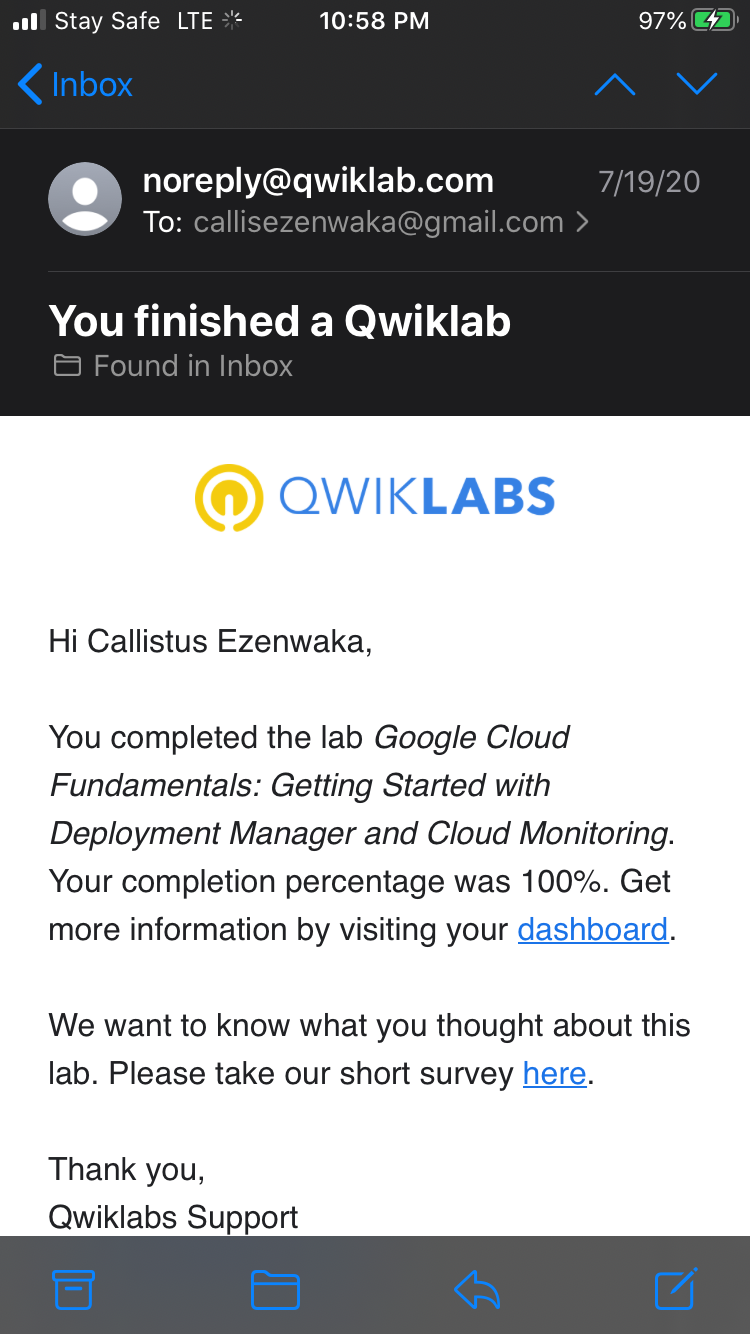 Stay Safe LTE 10:58 PM 97%
Inbox
noreply@qwiklab.com 7/19/20
To: callisezenwaka@gmail.com
You finished a Qwiklab
Found in Inbox
QWIKLABS
Hi Callistus Ezenwaka,
You completed the lab Google Cloud
Fundamentals: Getting Started with
Deployment Manager and Cloud Monitoring.
Your completion percentage was 100%. Get
more information by visiting your dashboard.
We want to know what you thought about this
lab. Please take our short survey here.
Thank you,
Qwiklabs Support